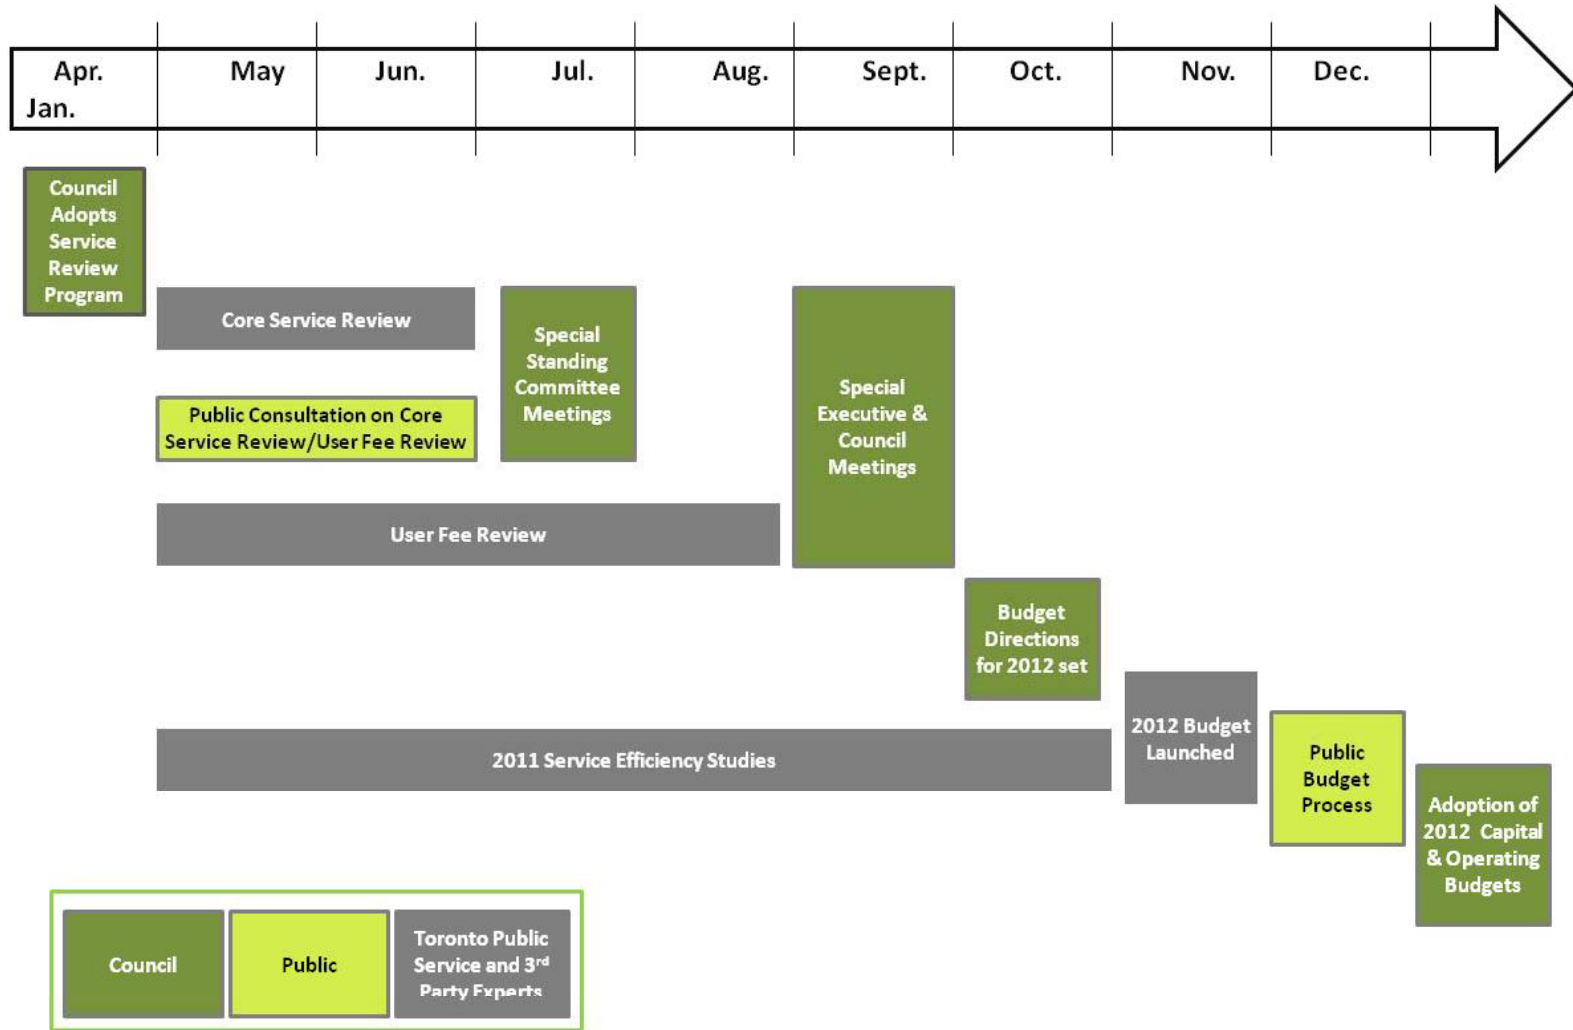 Apr. May Jun. Jul. Aug. Sept. Oct. Nov. Dec.
Jan.
Council
Adopts
Service
Review
Program
Core Service Review
Special
Standing
Committee
Meetings
Special
Executive &
Council
Meetings
Public Consultation on Core
Service Review/User Fee Review
User Fee Review
Budget
Directions
for 2012 set
2011 Service Efficiency Studies
2012 Budget
Launched
Public
Budget
Process
Adoption of
2012 Capital
& Operating
Budgets
Council
Public
Toronto Public
Service and 3rd
Party Experts